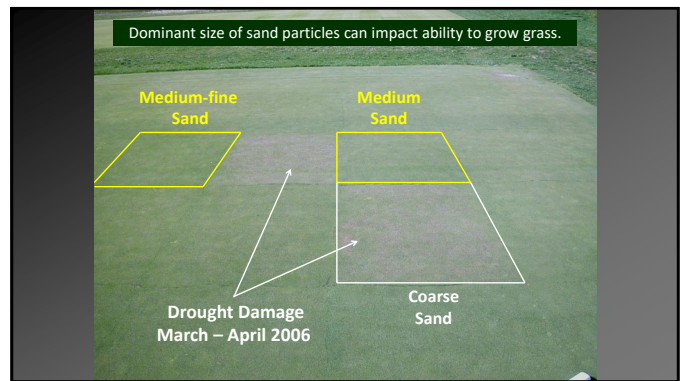 Dominant size of sand particles can impact ability to grow grass.
Medium-fine
Sand
Medium
Sand
Drought Damage
March – April 2006
Coarse
Sand